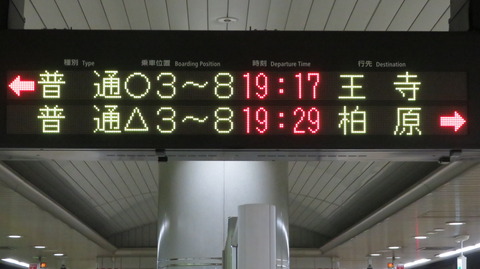 種別 Type 乗車位置 Boarding Position 時刻 Departure Time 行先 Destination
← 普通 ○ 3～8 19:17 王寺
普通 △ 3～8 19:29 柏原 →